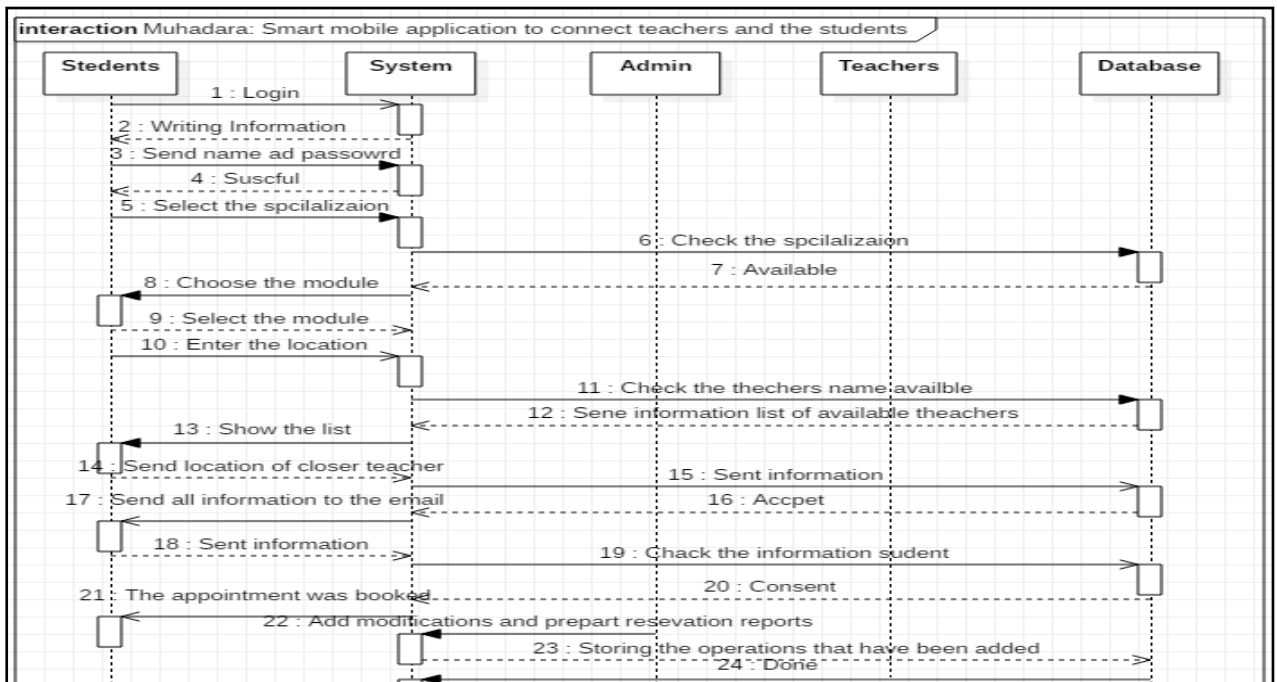 interaction Muhadara: Smart mobile application to connect teachers and the students
Stedents
System
Admin
Teachers
Database
1 : Login
2 : Writing Information
3 : Send name ad passowrd
4 : Suscful
5 : Select the spcilalizaion
6 : Check the spcilalizaion
7 : Available
8 : Choose the module
9 : Select the module
10 : Enter the location
11 : Check the thechers name availble
12 : Sene information list of available theachers
13 : Show the list
14 : Send location of closer teacher
15 : Sent information
16 : Accpet
17 : Send all information to the email
18 : Sent information
19 : Chack the information sudent
20 : Consent
21 : The appointment was booked
22 : Add modifications and prepart resevation reports
23 : Storing the operations that have been added
24 : Done